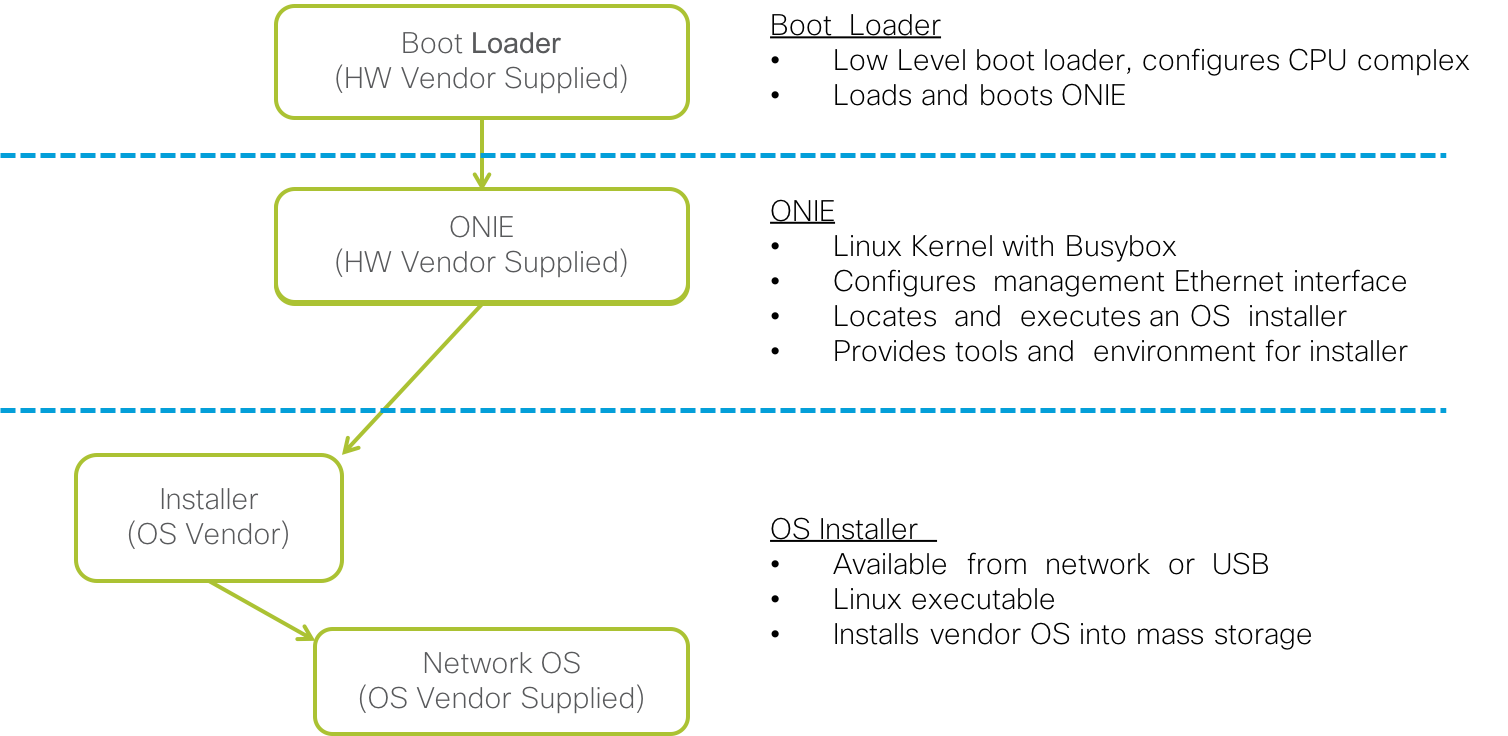 Boot Loader
(HW Vendor Supplied)
Boot Loader
• Low Level boot loader, configures CPU complex
• Loads and boots ONIE
ONIE
(HW Vendor Supplied)
ONIE
• Linux Kernel with Busybox
• Configures management Ethernet interface
• Locates and executes an OS installer
• Provides tools and environment for installer
Installer
(OS Vendor)
OS Installer
• Available from network or USB
• Linux executable
• Installs vendor OS into mass storage
Network OS
(OS Vendor Supplied)